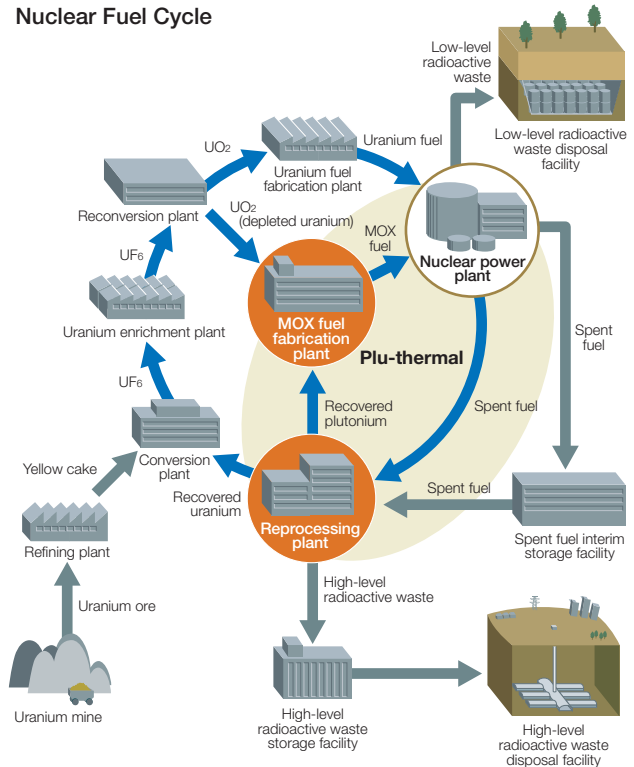 Nuclear Fuel Cycle
Low-level
radioactive
waste
Low-level radioactive
waste disposal
facility
UO2
Uranium fuel
fabrication plant
Uranium fuel
Reconversion plant
UO2
(depleted uranium)
MOX
fuel
Nuclear power
plant
UF6
Uranium enrichment plant
MOX fuel
fabrication
plant
Plu-thermal
Spent
fuel
UF6
Recovered
plutonium
Spent fuel
Yellow cake
Conversion
plant
Recovered
uranium
Reprocessing
plant
Spent fuel
Spent fuel interim
storage facility
Refining plant
Uranium ore
High-level
radioactive waste
Uranium mine
High-level
radioactive waste
storage facility
High-level
radioactive waste
disposal facility